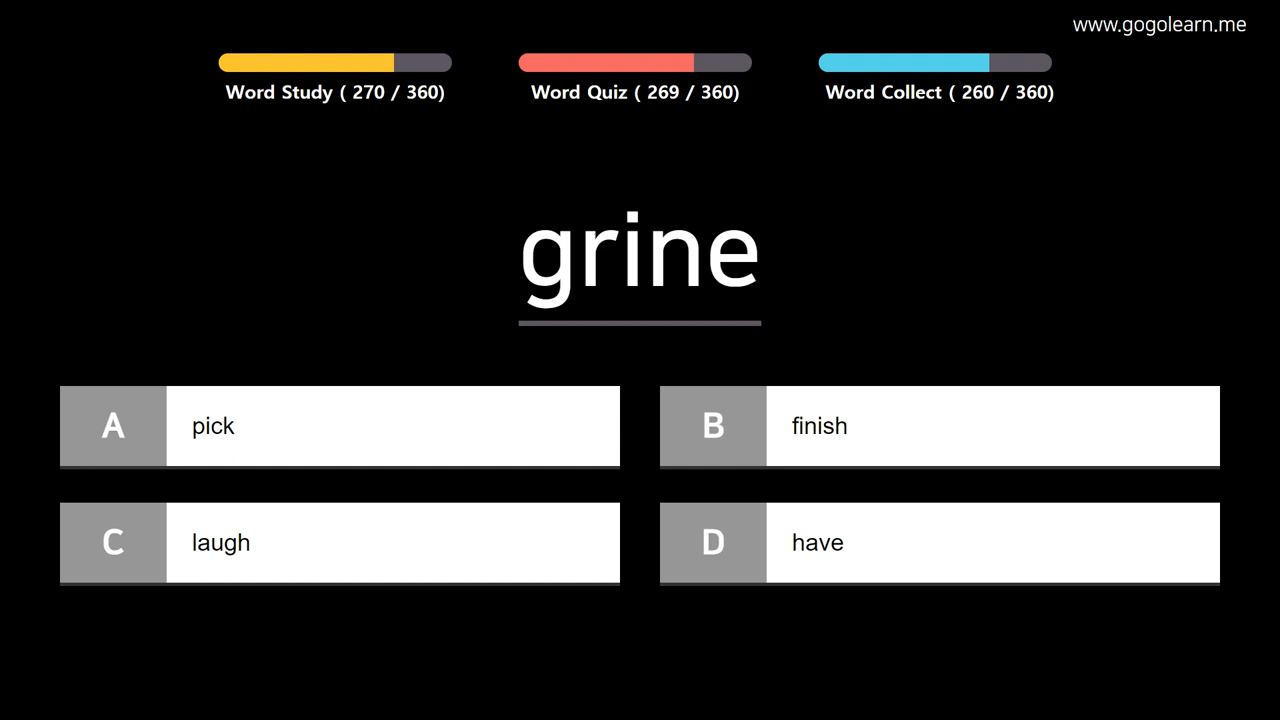 www.gogolearn.me
Word Study ( 270 / 360)
Word Quiz ( 269 / 360)
Word Collect ( 260 / 360)
grine
A pick
B finish
C laugh
D have